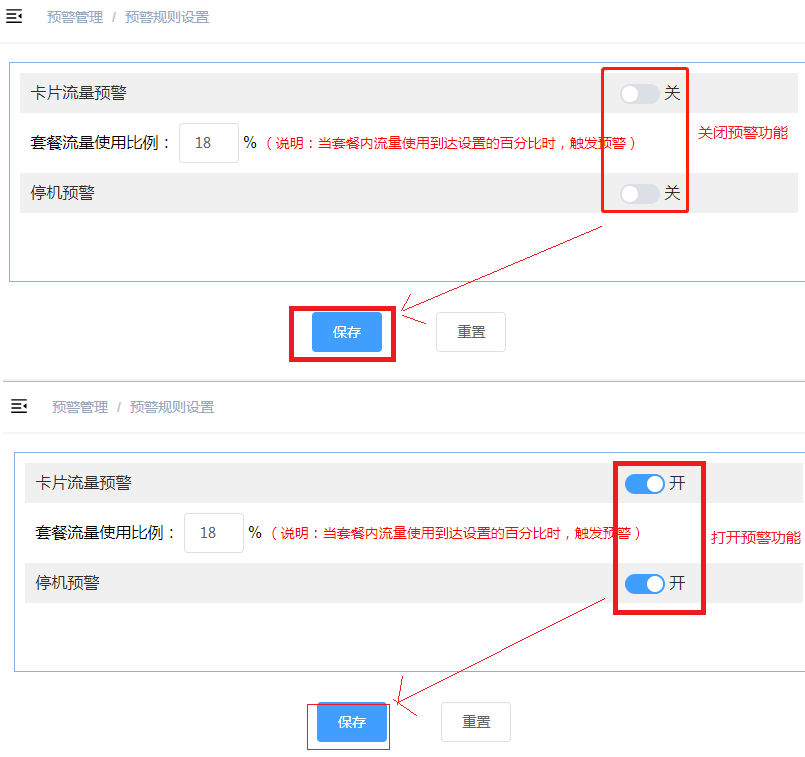 预警管理 / 预警规则设置
卡片流量预警 关
套餐流量使用比例： 18 %（说明：当套餐内流量使用到达设置的百分比时，触发预警） 关闭预警功能
停机预警 关
保存 重置
预警管理 / 预警规则设置
卡片流量预警 开
套餐流量使用比例： 18 %（说明：当套餐内流量使用到达设置的百分比时，触发预警） 打开预警功能
停机预警 开
保存 重置